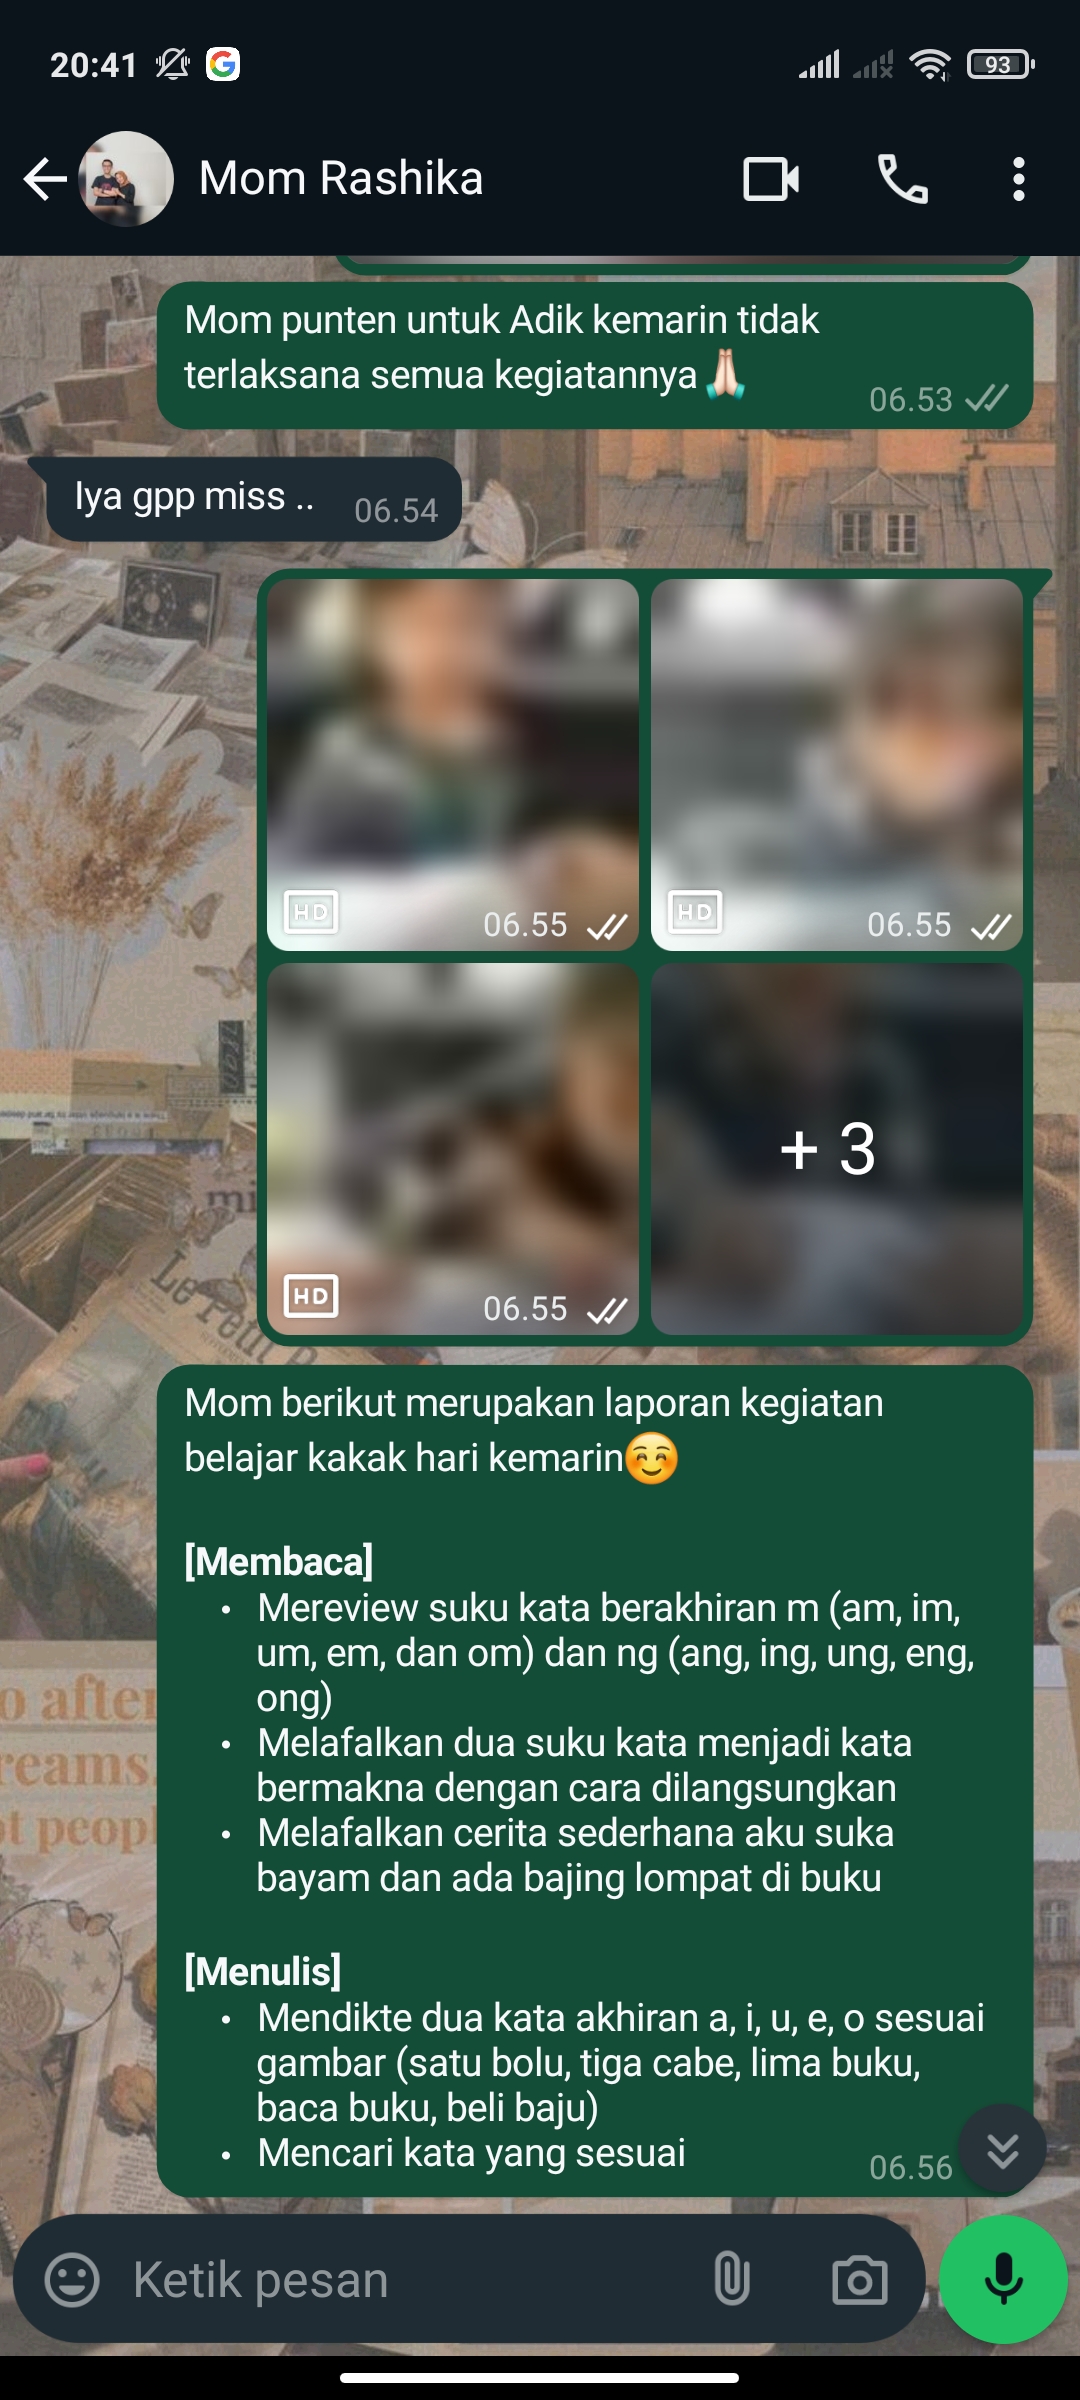 20:41
93
Mom Rashika
Mom punten untuk Adik kemarin tidak
terlaksana semua kegiatannya🙏🏻
06.53
Iya gpp miss ..
06.54
HD
06.55
HD
06.55
HD
06.55
+ 3
Mom berikut merupakan laporan kegiatan
belajar kakak hari kemarin☺️
[Membaca]
• Mereview suku kata berakhiran m (am, im,
um, em, dan om) dan ng (ang, ing, ung, eng,
ong)
• Melafalkan dua suku kata menjadi kata
bermakna dengan cara dilangsungkan
• Melafalkan cerita sederhana aku suka
bayam dan ada bajing lompat di buku
[Menulis]
• Mendikte dua kata akhiran a, i, u, e, o sesuai
gambar (satu bolu, tiga cabe, lima buku,
baca buku, beli baju)
• Mencari kata yang sesuai
06.56
Ketik pesan